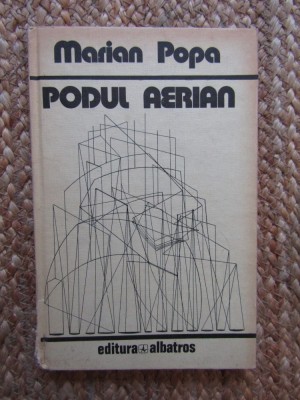 Marian Popa
PODUL AERIAN
editura albatros